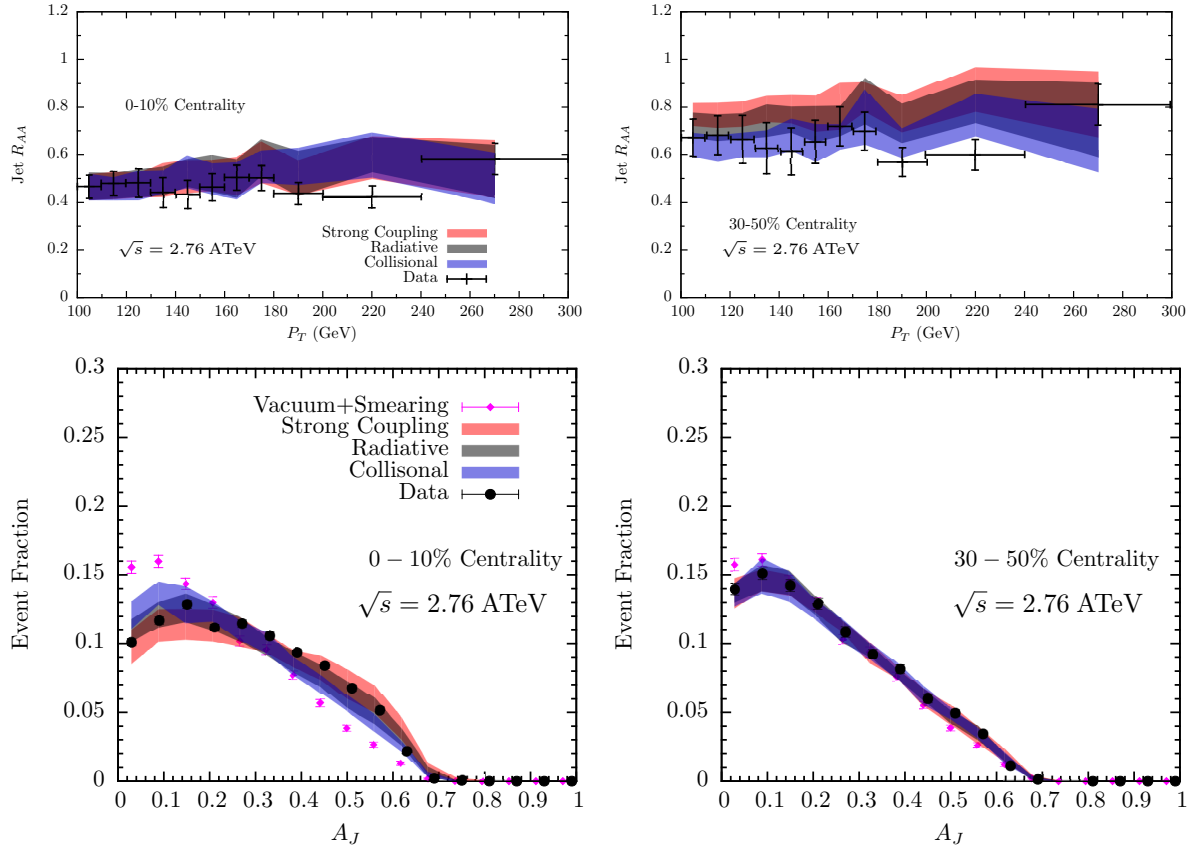 1.2
1
0.8
0.6
0.4
0.2
0
Jet R_AA
0-10% Centrality
√s = 2.76 ATeV
Strong Coupling
Radiative
Collisional
Data
100 120 140 160 180 200 220 240 260 280 300
P_T (GeV)
1.2
1
0.8
0.6
0.4
0.2
0
Jet R_AA
30-50% Centrality
√s = 2.76 ATeV
100 120 140 160 180 200 220 240 260 280 300
P_T (GeV)
0.3
0.25
0.2
0.15
0.1
0.05
0
Event Fraction
Vacuum+Smearing
Strong Coupling
Radiative
Collisonal
Data
0 − 10% Centrality
√s = 2.76 ATeV
0 0.1 0.2 0.3 0.4 0.5 0.6 0.7 0.8 0.9 1
A_J
0.3
0.25
0.2
0.15
0.1
0.05
0
Event Fraction
30 − 50% Centrality
√s = 2.76 ATeV
0 0.1 0.2 0.3 0.4 0.5 0.6 0.7 0.8 0.9 1
A_J